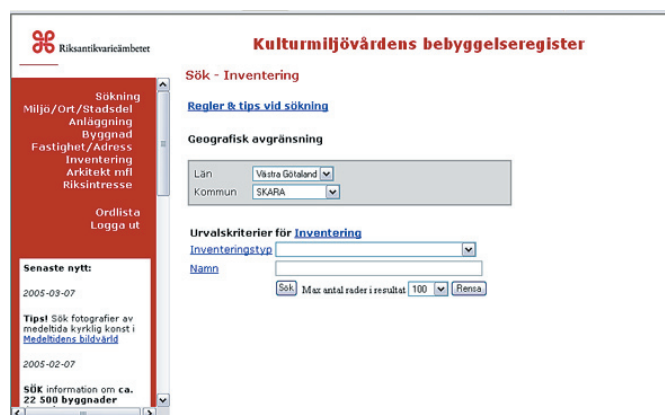 Riksantikvarieämbetet
Kulturmiljövårdens bebyggelseregister
Sökning
Miljö/Ort/Stadsdel
Anläggning
Byggnad
Fastighet/Adress
Inventering
Arkitekt mfl
Riksintresse
Ordlista
Logga ut
Senaste nytt:
2005-03-07
Tips! Sök fotografier av
medeltida kyrklig konst i
Medeltidens bildvärld
2005-02-07
SÖK information om ca.
22 500 byggnader
Sök - Inventering
Regler & tips vid sökning
Geografisk avgränsning
Län Västra Götaland
Kommun SKARA
Urvalskriterier för Inventering
Inventeringstyp
Namn
Sök Max antal rader i resultat 100 Rensa